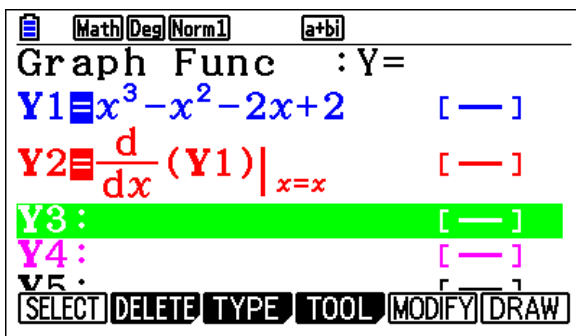 Math Deg Norm1 a+bi
Graph Func :Y=
Y1=x³-x²-2x+2 [—]
Y2=d/dx(Y1)|x=x [—]
Y3: [—]
Y4: [—]
Y5: [—]
SELECT DELETE TYPE TOOL MODIFY DRAW